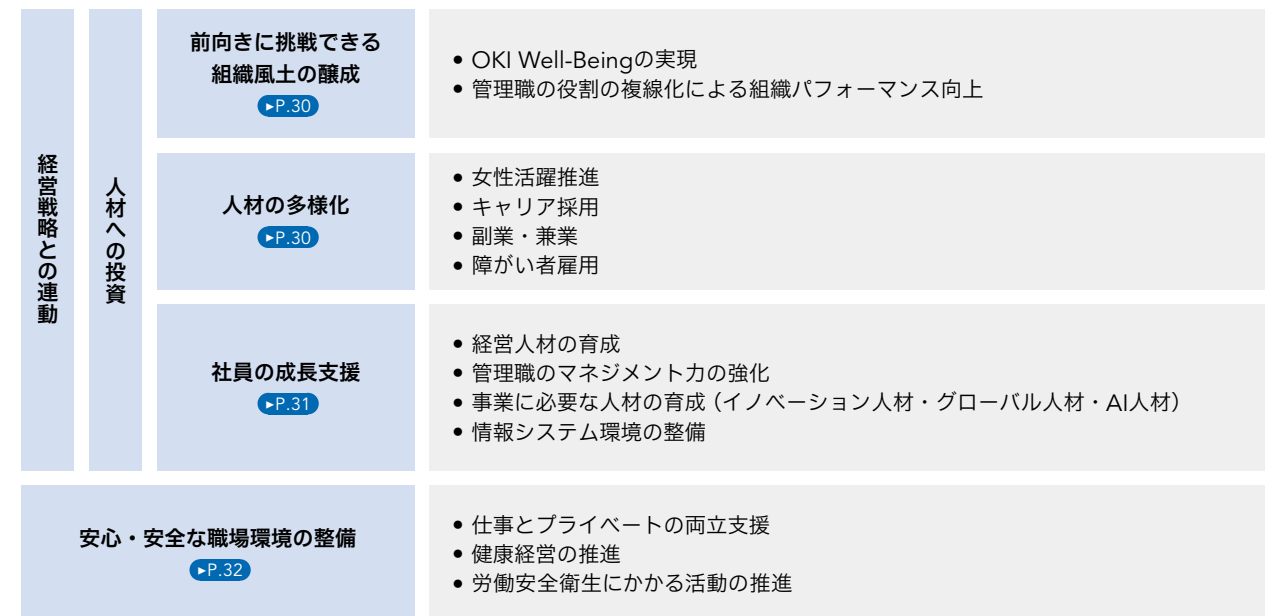 経営戦略との連動
人材への投資
前向きに挑戦できる
組織風土の醸成
▶P.30
• OKI Well-Beingの実現
• 管理職の役割の複線化による組織パフォーマンス向上
人材の多様化
▶P.30
• 女性活躍推進
• キャリア採用
• 副業・兼業
• 障がい者雇用
社員の成長支援
▶P.31
• 経営人材の育成
• 管理職のマネジメント力の強化
• 事業に必要な人材の育成（イノベーション人材・グローバル人材・AI人材）
• 情報システム環境の整備
安心・安全な職場環境の整備
▶P.32
• 仕事とプライベートの両立支援
• 健康経営の推進
• 労働安全衛生にかかる活動の推進